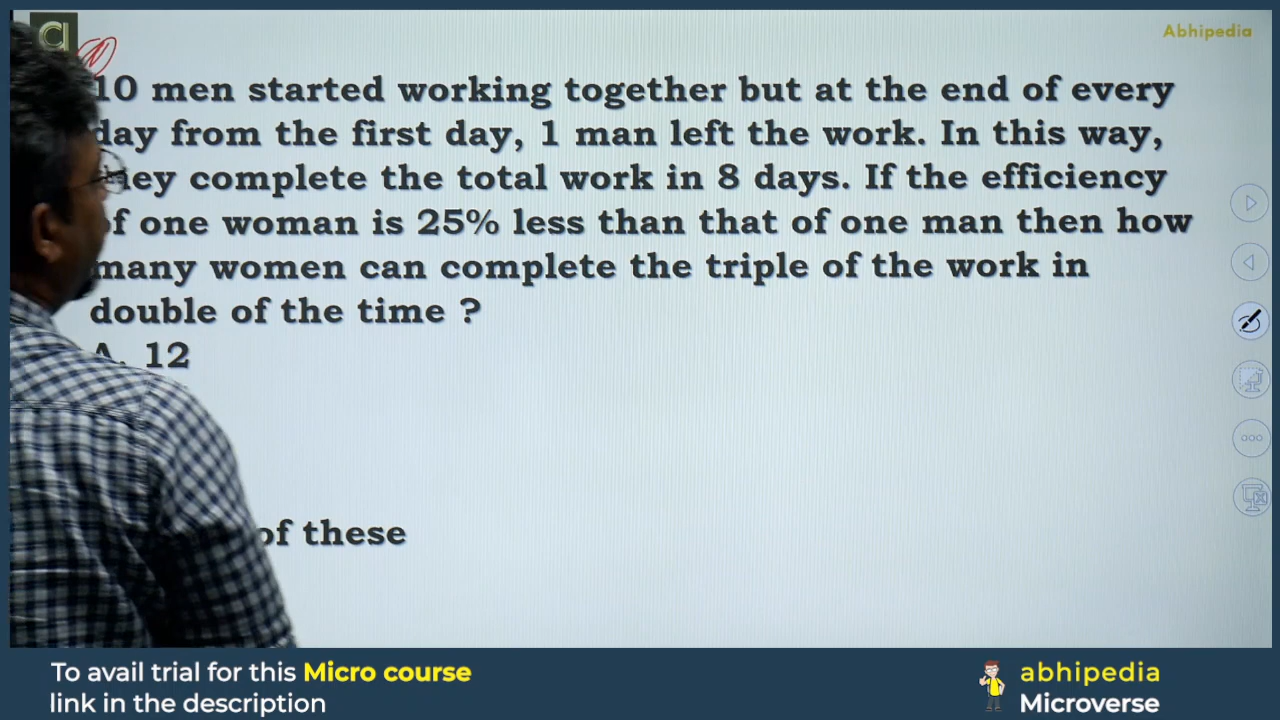 Abhipedia
10 men started working together but at the end of every
day from the first day, 1 man left the work. In this way,
they complete the total work in 8 days. If the efficiency
of one woman is 25% less than that of one man then how
many women can complete the triple of the work in
double of the time ?
A. 12
of these
To avail trial for this Micro course
link in the description
abhipedia
Microverse